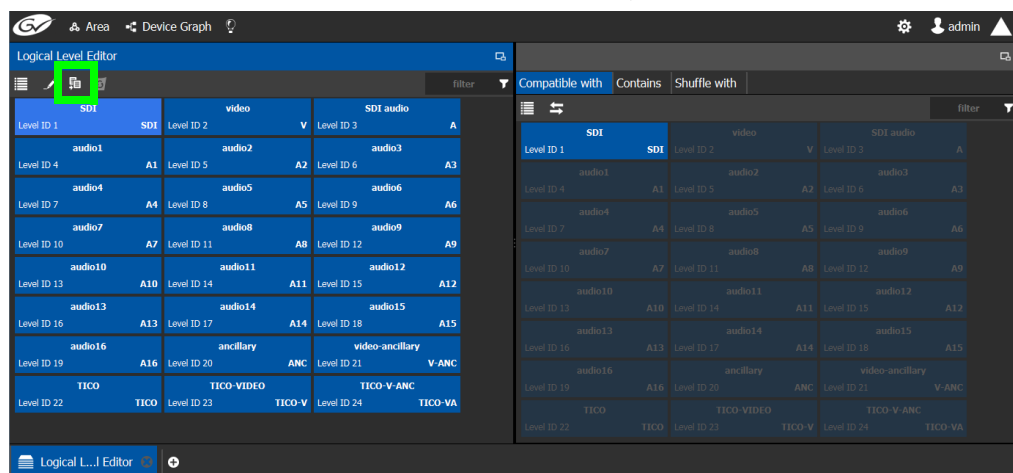 GV Area Device Graph admin
Logical Level Editor
filter
SDI video SDI audio
Level ID 1 SDI Level ID 2 V Level ID 3 A
audio1 audio2 audio3
Level ID 4 A1 Level ID 5 A2 Level ID 6 A3
audio4 audio5 audio6
Level ID 7 A4 Level ID 8 A5 Level ID 9 A6
audio7 audio8 audio9
Level ID 10 A7 Level ID 11 A8 Level ID 12 A9
audio10 audio11 audio12
Level ID 13 A10 Level ID 14 A11 Level ID 15 A12
audio13 audio14 audio15
Level ID 16 A13 Level ID 17 A14 Level ID 18 A15
audio16 ancillary video-ancillary
Level ID 19 A16 Level ID 20 ANC Level ID 21 V-ANC
TICO TICO-VIDEO TICO-V-ANC
Level ID 22 TICO Level ID 23 TICO-V Level ID 24 TICO-VA
Compatible with Contains Shuffle with
filter
SDI video SDI audio
Level ID 1 SDI Level ID 2 V Level ID 3 A
audio1 audio2 audio3
Level ID 4 A1 Level ID 5 A2 Level ID 6 A3
audio4 audio5 audio6
Level ID 7 A4 Level ID 8 A5 Level ID 9 A6
audio7 audio8 audio9
Level ID 10 A7 Level ID 11 A8 Level ID 12 A9
audio10 audio11 audio12
Level ID 13 A10 Level ID 14 A11 Level ID 15 A12
audio13 audio14 audio15
Level ID 16 A13 Level ID 17 A14 Level ID 18 A15
audio16 ancillary video-ancillary
Level ID 19 A16 Level ID 20 ANC Level ID 21 V-ANC
TICO TICO-VIDEO TICO-V-ANC
Level ID 22 TICO Level ID 23 TICO-V Level ID 24 TICO-VA
Logical L...l Editor